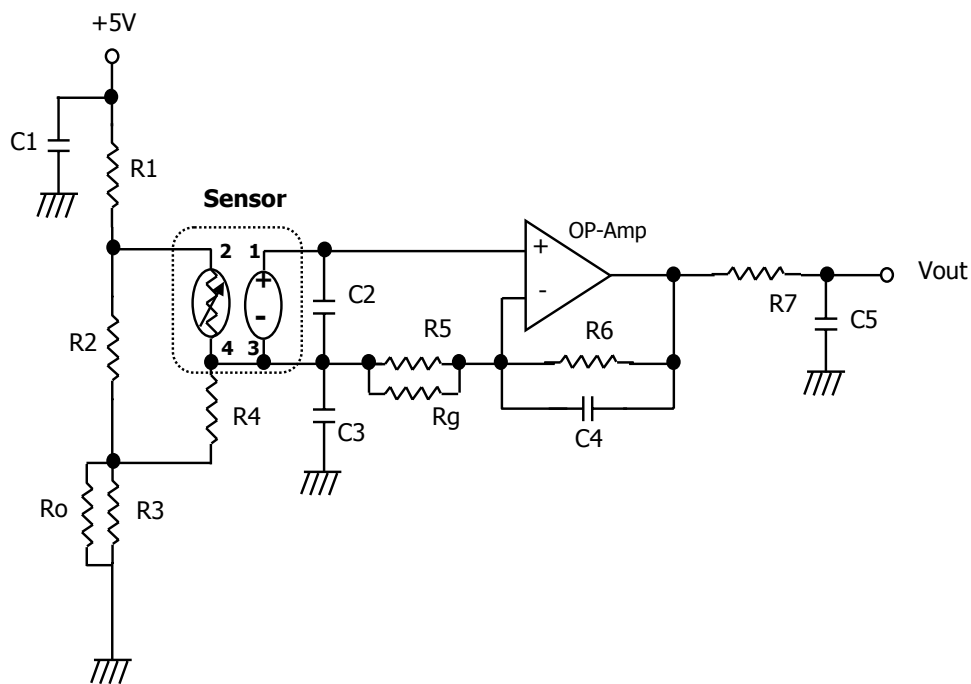 +5V
C1
R1
Sensor
2 1
+
-
4 3
OP-Amp
+
-
Vout
R7
C5
C2
R5
R6
R2
R4
C3
Rg
C4
Ro
R3